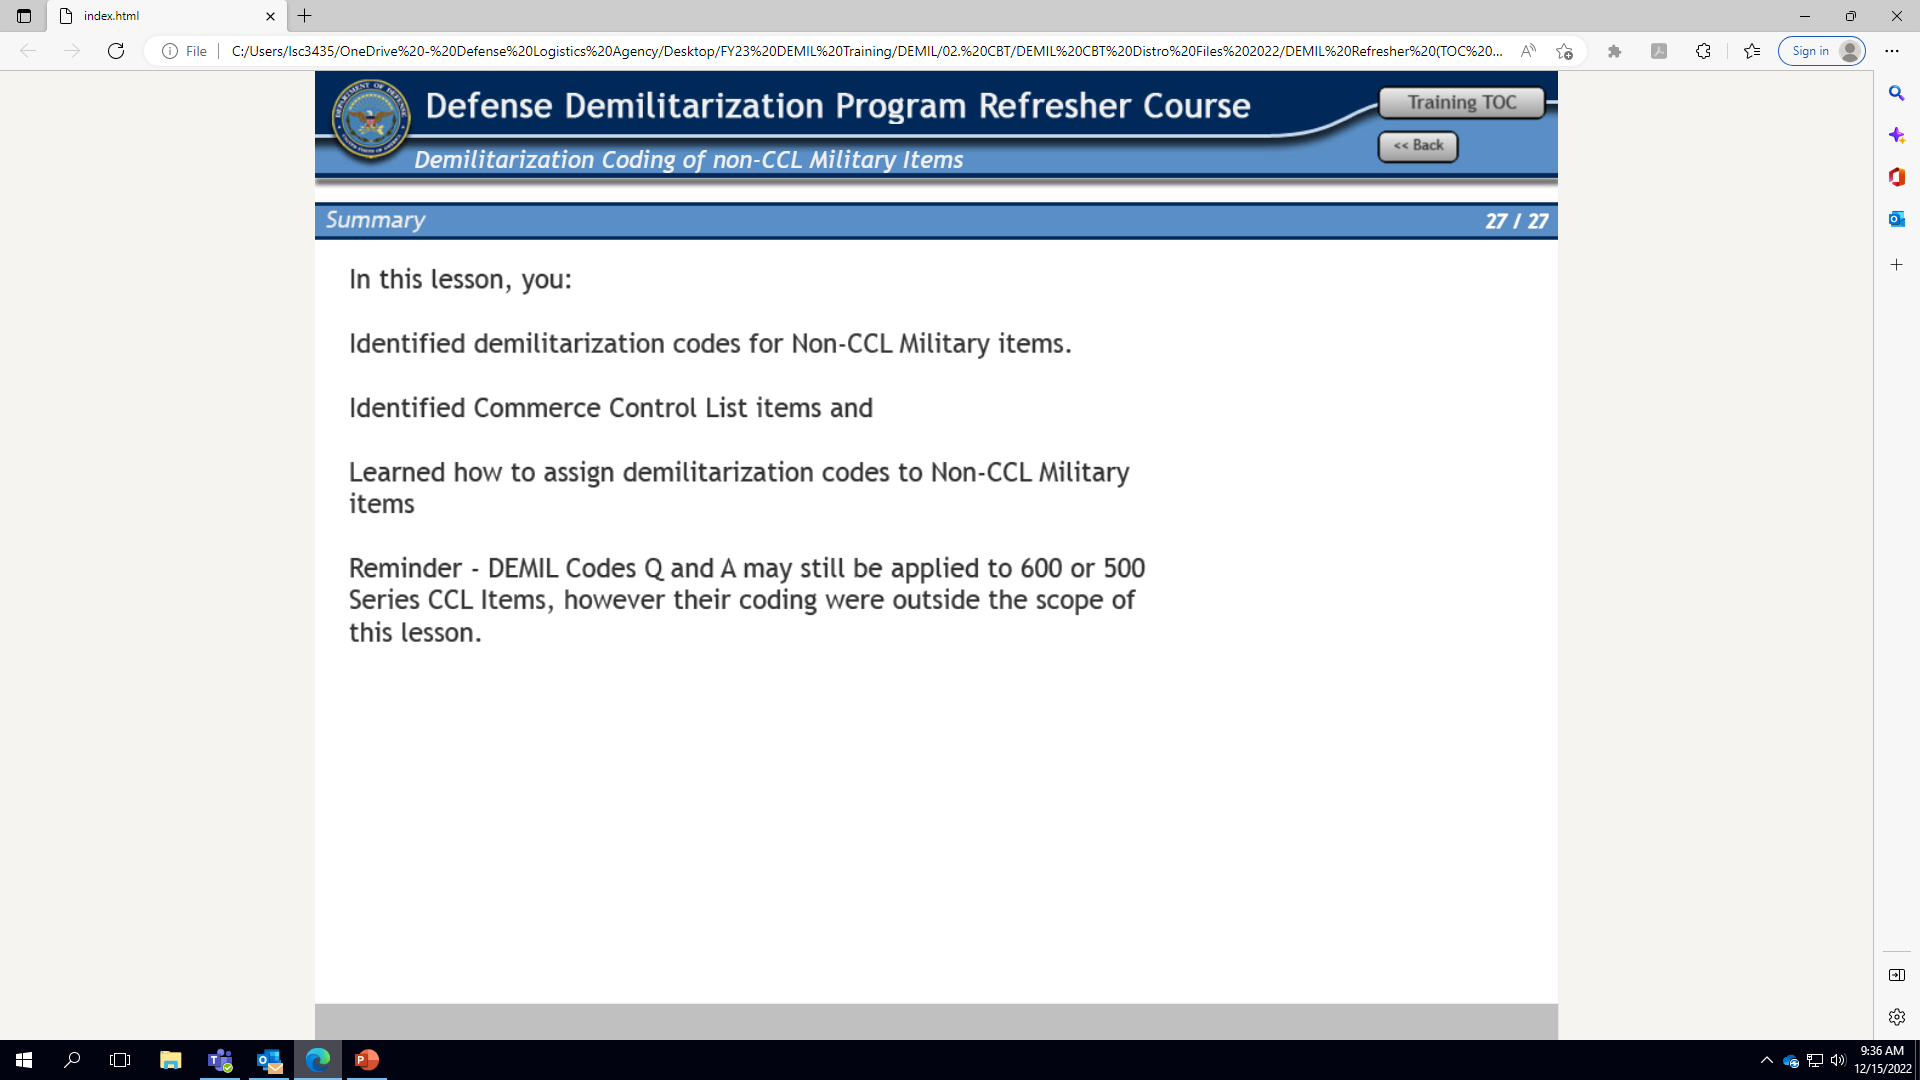 index.html
File
C:/Users/lsc3435/OneDrive%20-%20Defense%20Logistics%20Agency/Desktop/FY23%20DEMIL%20Training/DEMIL/02.%20CBT/DEMIL%20CBT%20Distro%20Files%202022/DEMIL%20Refresher%20(TOC%20...
Sign in
Defense Demilitarization Program Refresher Course
Training TOC
<< Back
Demilitarization Coding of non-CCL Military Items
Summary
27 / 27
In this lesson, you:
Identified demilitarization codes for Non-CCL Military items.
Identified Commerce Control List items and
Learned how to assign demilitarization codes to Non-CCL Military
items
Reminder - DEMIL Codes Q and A may still be applied to 600 or 500
Series CCL Items, however their coding were outside the scope of
this lesson.
9:36 AM
12/15/2022